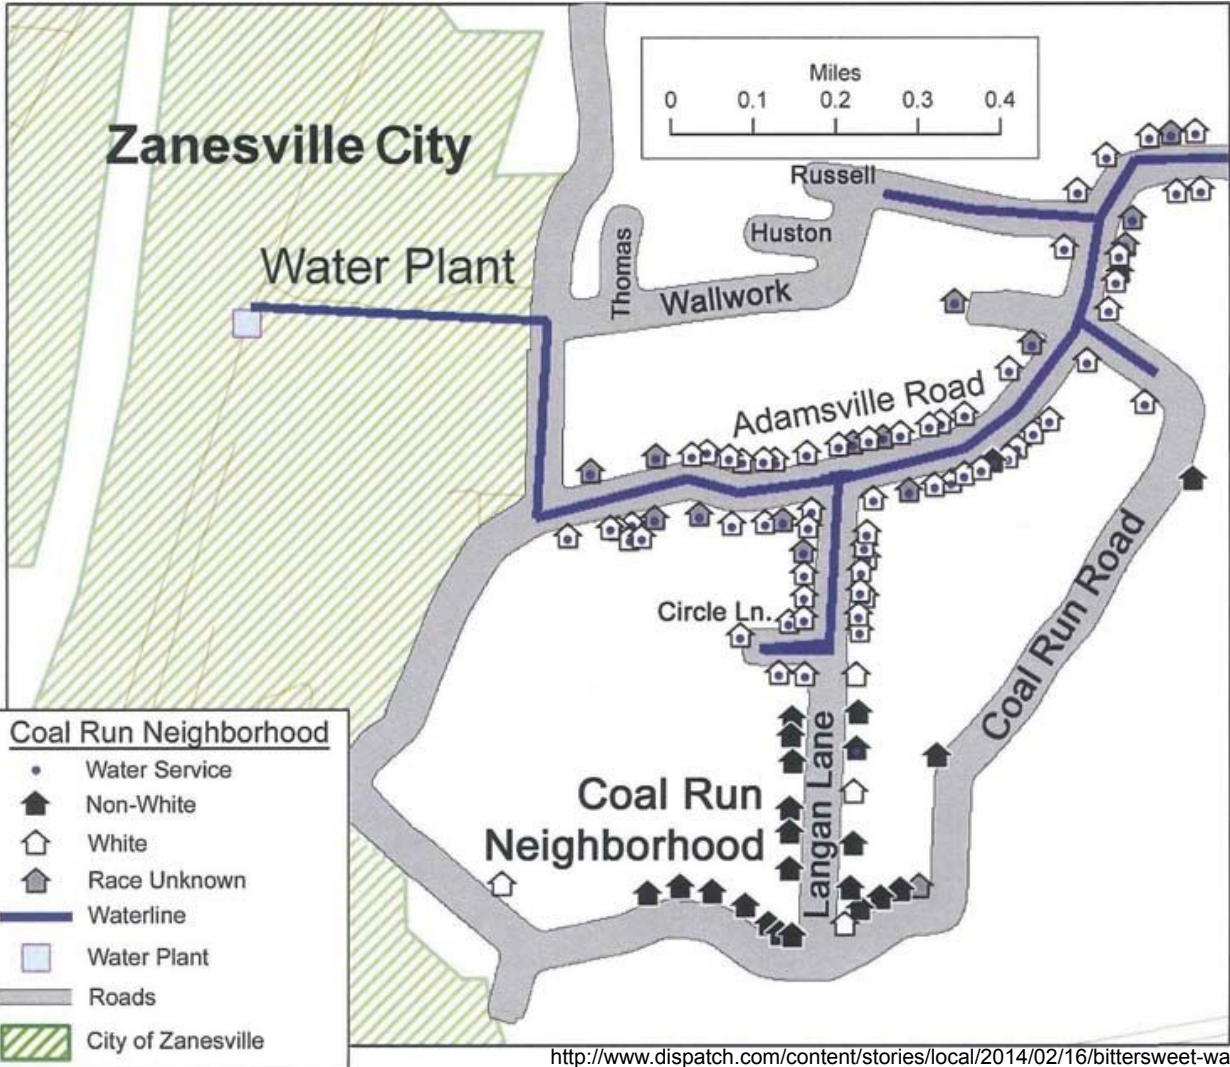 Miles
0 0.1 0.2 0.3 0.4
Zanesville City
Russell
Huston
Thomas
Water Plant
Wallwork
Adamsville Road
Circle Ln.
Coal Run Road
Langan Lane
Coal Run
Neighborhood
Coal Run Neighborhood
Water Service
Non-White
White
Race Unknown
Waterline
Water Plant
Roads
City of Zanesville
http://www.dispatch.com/content/stories/local/2014/02/16/bittersweet-wa